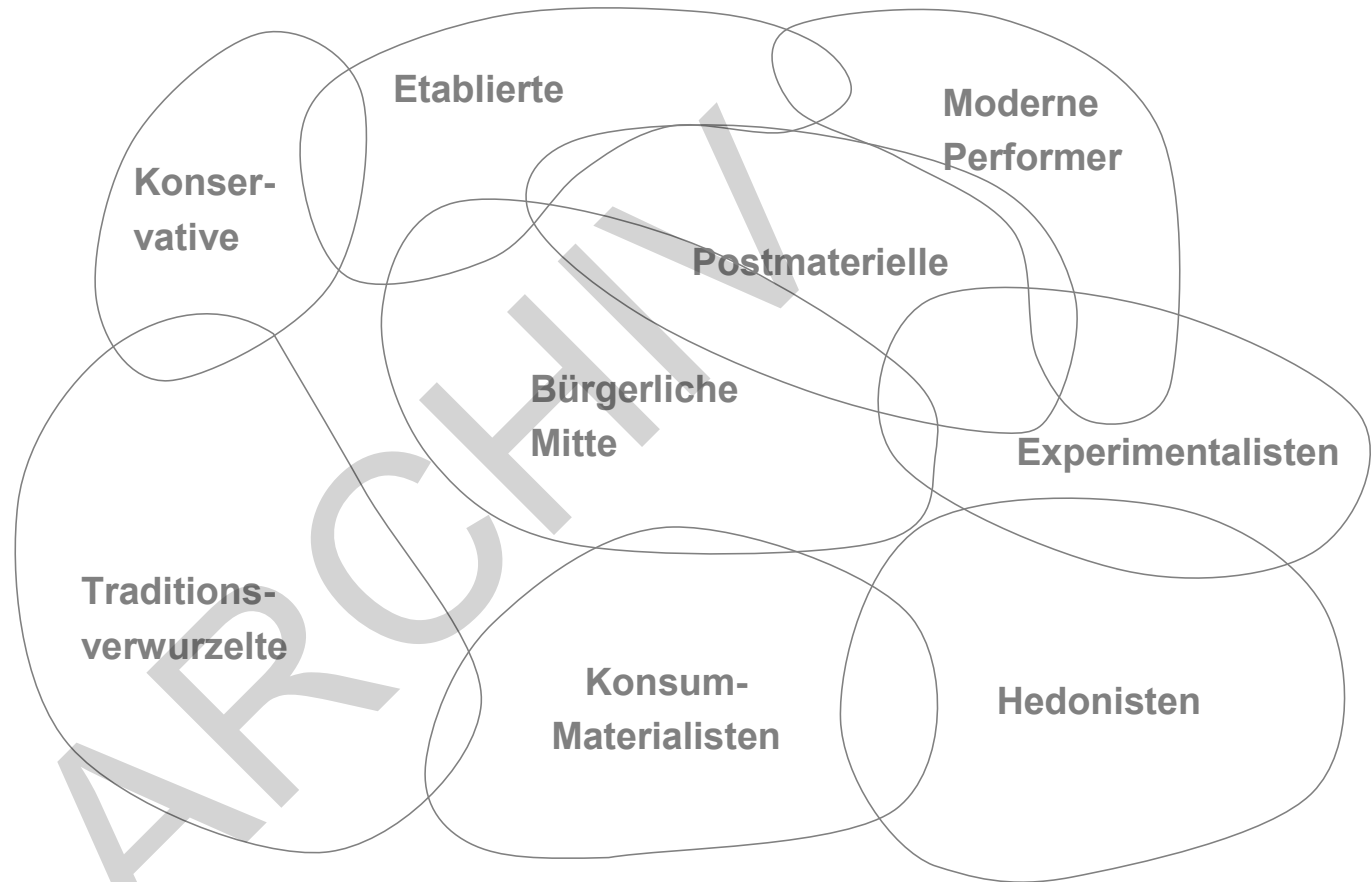 Etablierte
Moderne
Performer
Konser-
vative
Postmaterielle
Bürgerliche
Mitte
Experimentalisten
Traditions-
verwurzelte
Konsum-
Materialisten
Hedonisten
ARCHIV